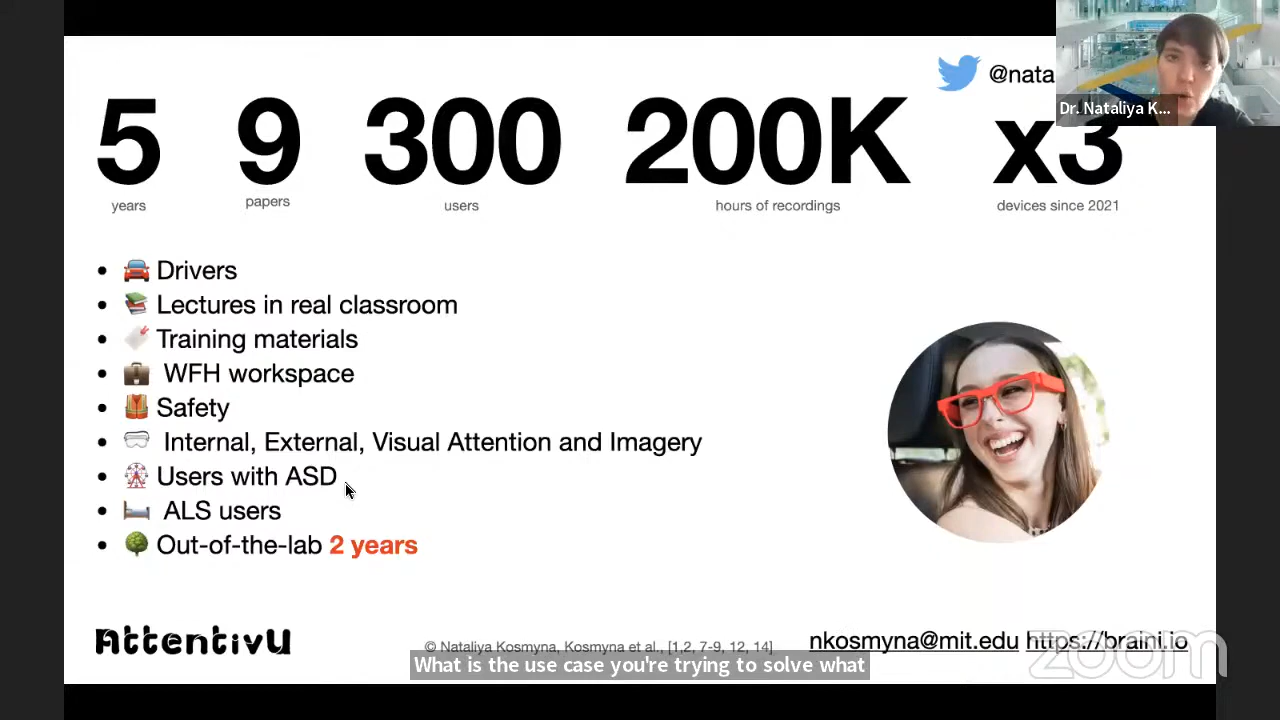 @nata
Dr. Nataliya K...
5 9 300 200K x3
years papers users hours of recordings devices since 2021
• Drivers
• Lectures in real classroom
• Training materials
• WFH workspace
• Safety
• Internal, External, Visual Attention and Imagery
• Users with ASD
• ALS users
• Out-of-the-lab 2 years
AttentivU
© Nataliya Kosmyna, Kosmyna et al., [1,2, 7-9, 12, 14]
nkosmyna@mit.edu https://braini.io
What is the use case you're trying to solve what
zoom